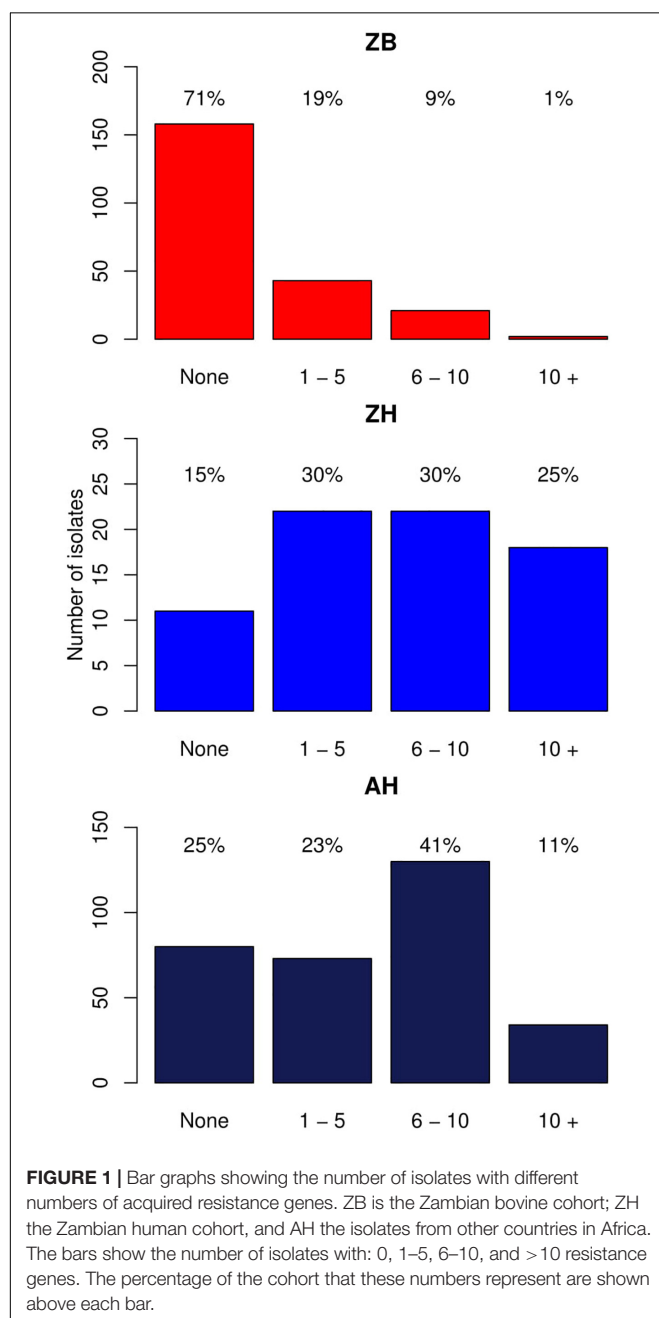 ZB
200
150
100
50
0
71% 19% 9% 1%
None 1 – 5 6 – 10 10 +
ZH
Number of isolates
30
25
20
15
10
5
0
15% 30% 30% 25%
None 1 – 5 6 – 10 10 +
AH
150
100
50
0
25% 23% 41% 11%
None 1 – 5 6 – 10 10 +
FIGURE 1 | Bar graphs showing the number of isolates with different
numbers of acquired resistance genes. ZB is the Zambian bovine cohort; ZH
the Zambian human cohort, and AH the isolates from other countries in Africa.
The bars show the number of isolates with: 0, 1–5, 6–10, and >10 resistance
genes. The percentage of the cohort that these numbers represent are shown
above each bar.